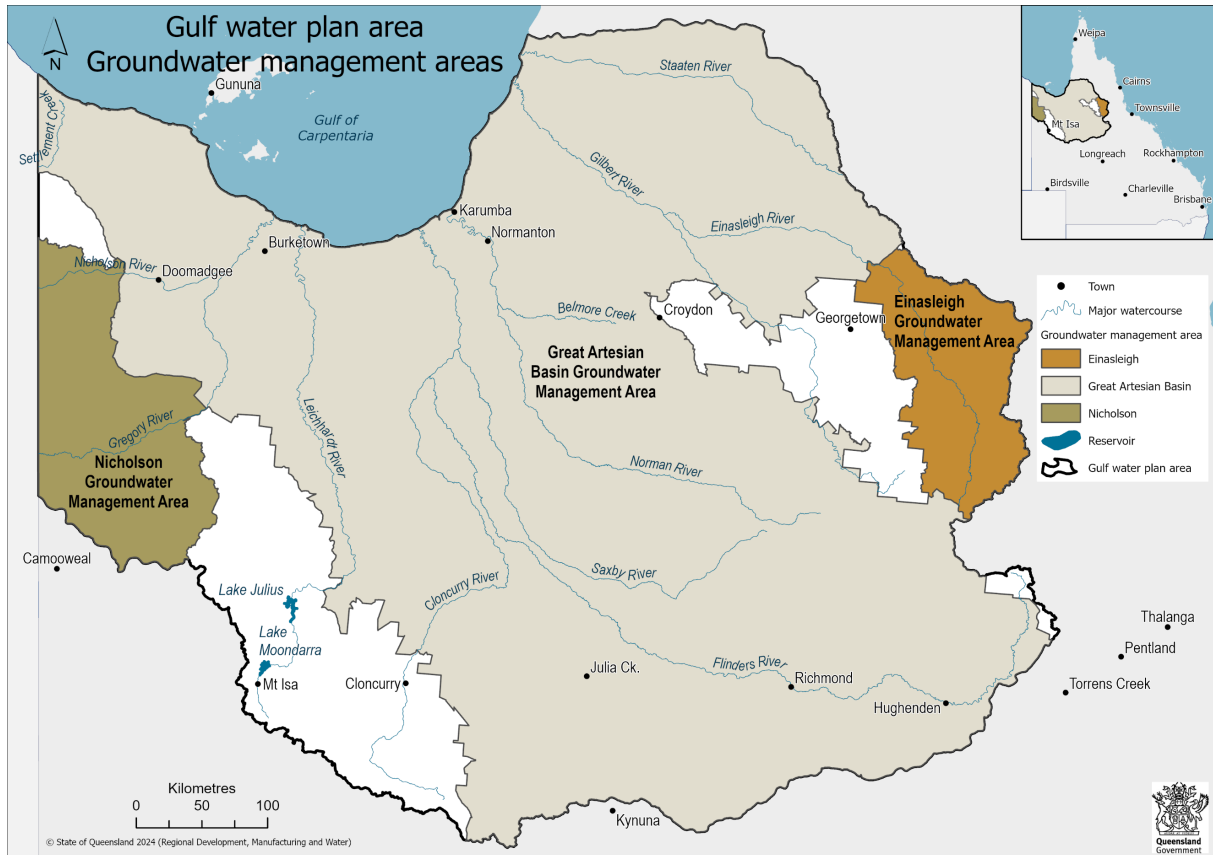 Gulf water plan area
Groundwater management areas
N
Gununa
Gulf of
Carpentaria
Settlement Creek
Staaten River
Gilbert River
Einasleigh River
Karumba
Normanton
Burketown
Nicholson River
Doomadgee
Belmore Creek
Croydon
Georgetown
Einasleigh
Groundwater
Management Area
Great Artesian
Basin Groundwater
Management Area
Leichhardt River
Gregory River
Nicholson
Groundwater
Management Area
Norman River
Camooweal
Saxby River
Cloncurry River
Lake Julius
Lake
Moondarra
Mt Isa
Cloncurry
Julia Ck.
Flinders River
Richmond
Hughenden
Thalanga
Pentland
Torrens Creek
Kynuna
Kilometres
0 50 100
© State of Queensland 2024 (Regional Development, Manufacturing and Water)
Weipa
Cairns
Townsville
Mt Isa
Longreach
Rockhampton
Birdsville
Charleville
Brisbane
Town
Major watercourse
Groundwater management area
Einasleigh
Great Artesian Basin
Nicholson
Reservoir
Gulf water plan area
Queensland
Government